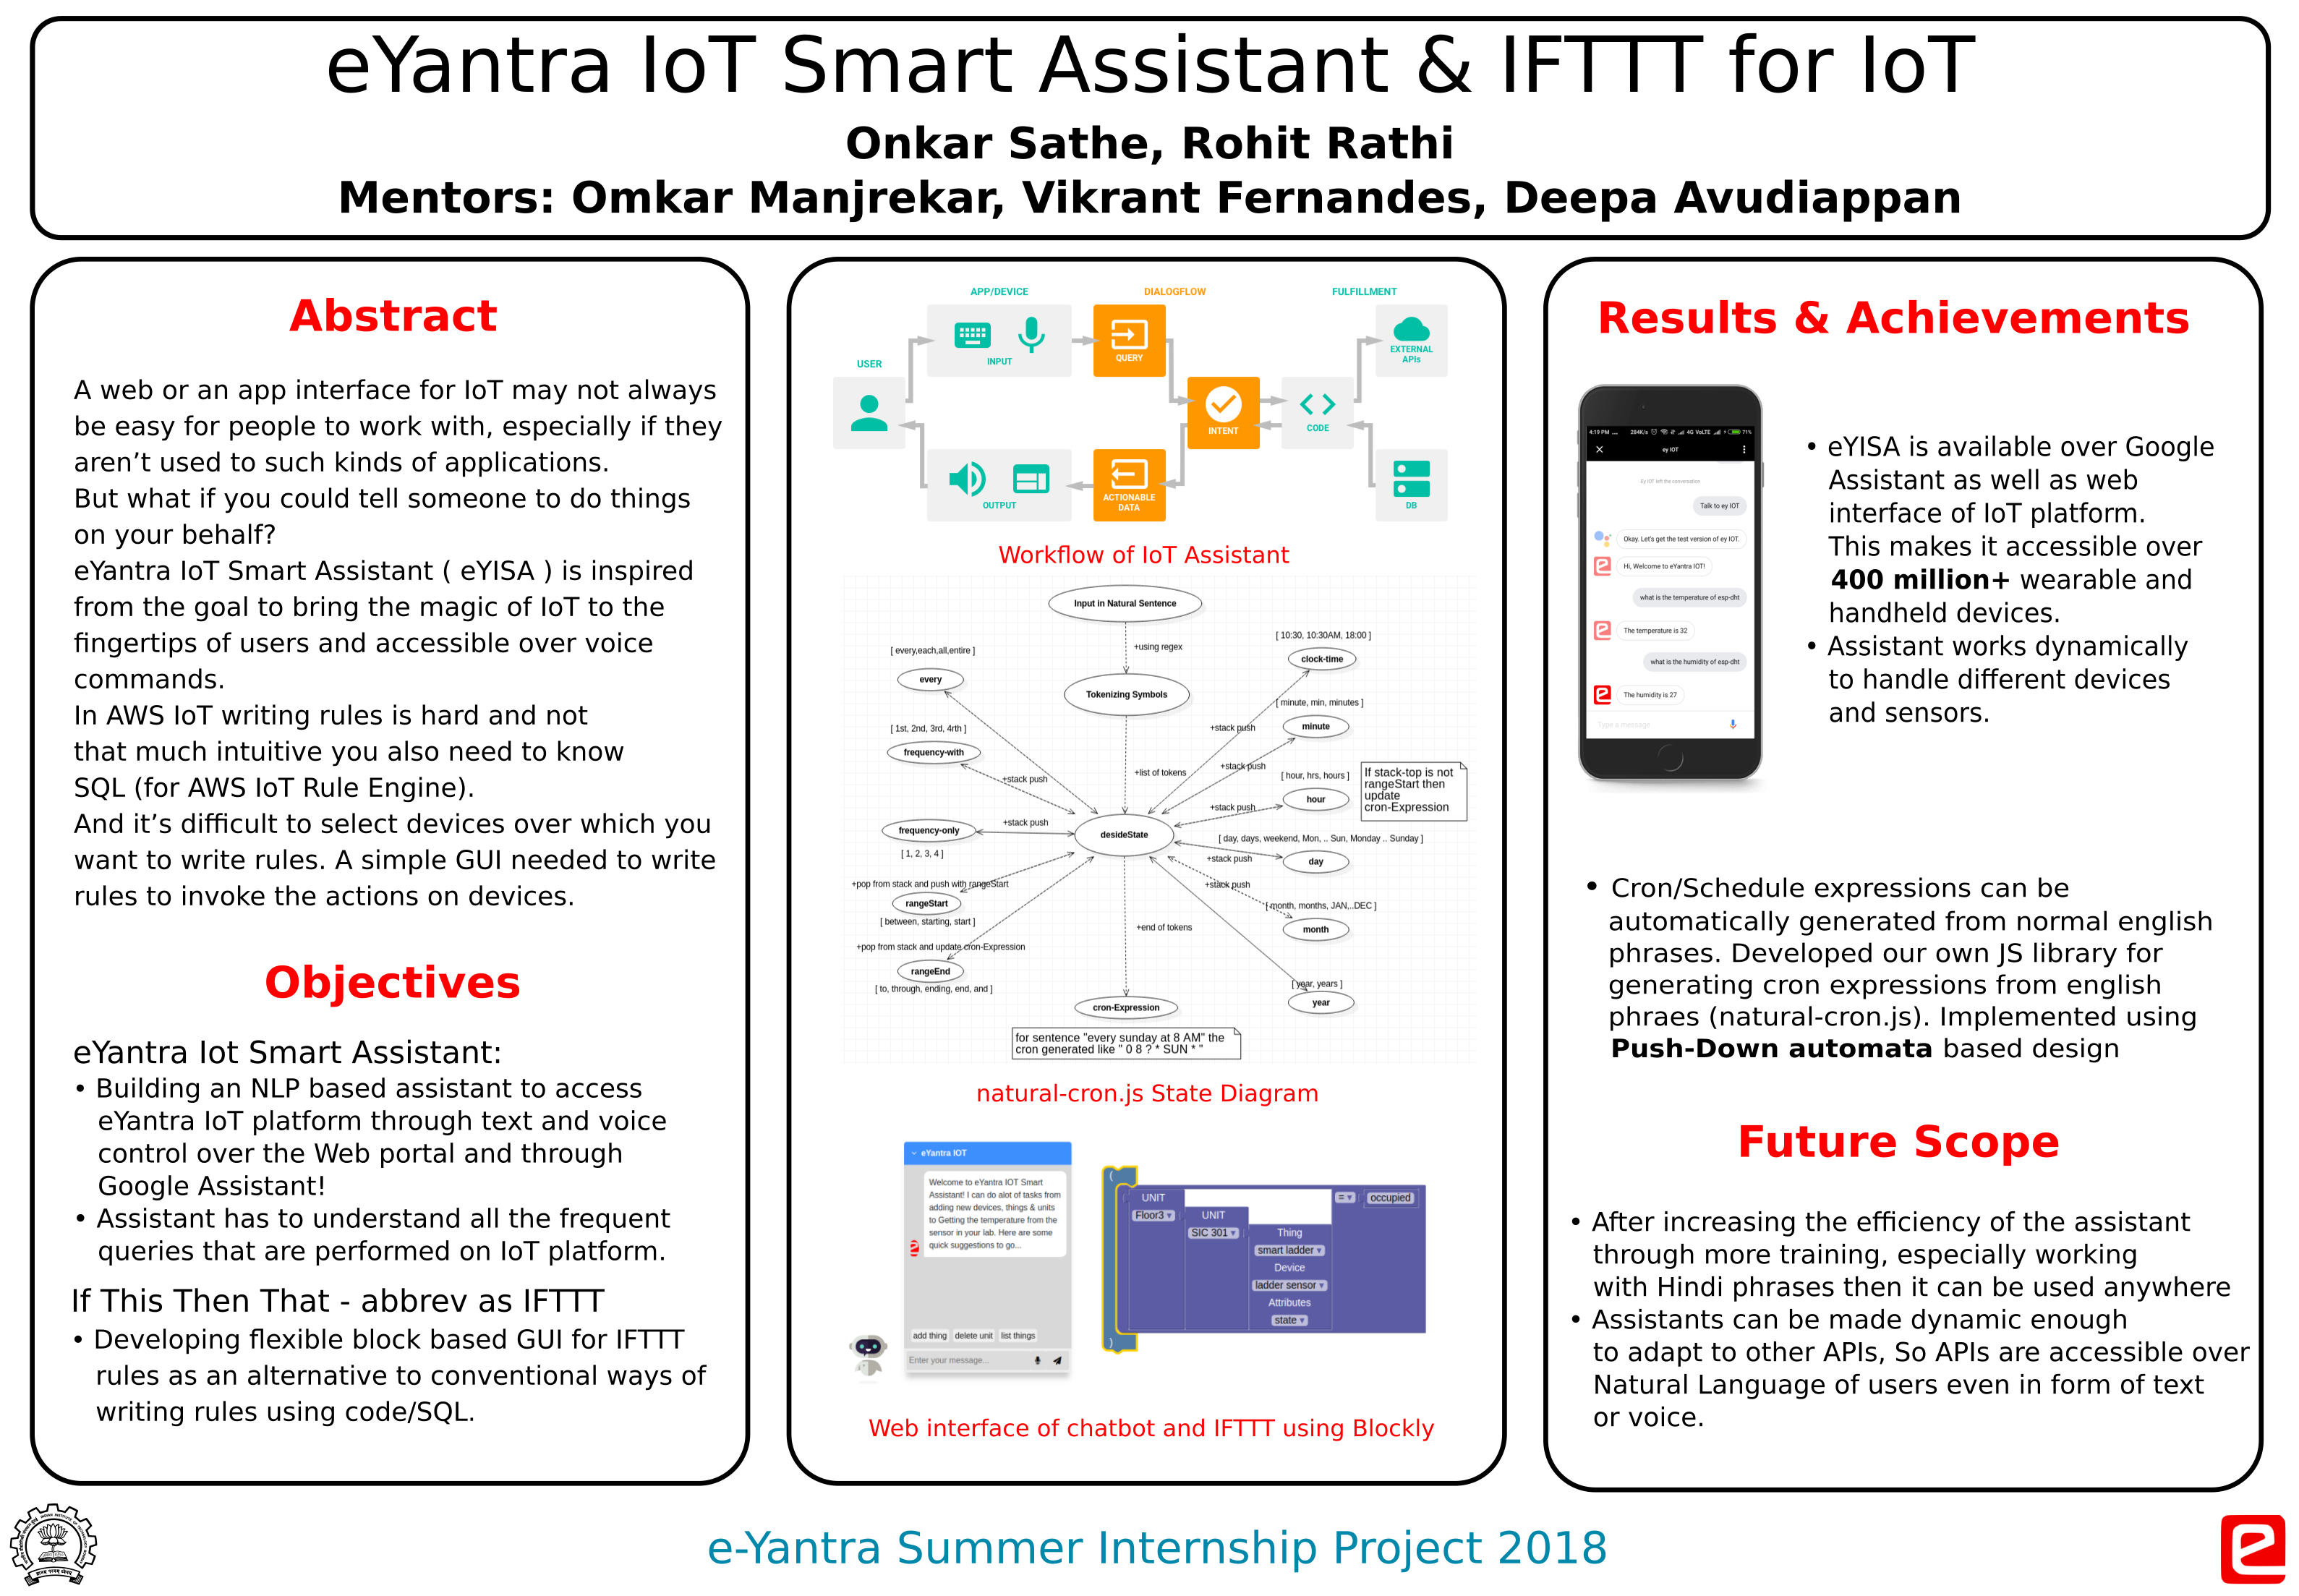 eYantra IoT Smart Assistant & IFTTT for IoT
Onkar Sathe, Rohit Rathi
Mentors: Omkar Manjrekar, Vikrant Fernandes, Deepa Avudiappan
Abstract
A web or an app interface for IoT may not always
be easy for people to work with, especially if they
aren’t used to such kinds of applications.
But what if you could tell someone to do things
on your behalf?
eYantra IoT Smart Assistant ( eYISA ) is inspired
from the goal to bring the magic of IoT to the
fingertips of users and accessible over voice
commands.
In AWS IoT writing rules is hard and not
that much intuitive you also need to know
SQL (for AWS IoT Rule Engine).
And it’s difficult to select devices over which you
want to write rules. A simple GUI needed to write
rules to invoke the actions on devices.
Objectives
eYantra Iot Smart Assistant:
• Building an NLP based assistant to access
eYantra IoT platform through text and voice
control over the Web portal and through
Google Assistant!
• Assistant has to understand all the frequent
queries that are performed on IoT platform.
If This Then That - abbrev as IFTTT
• Developing flexible block based GUI for IFTTT
rules as an alternative to conventional ways of
writing rules using code/SQL.
APP/DEVICE
DIALOGFLOW
FULFILLMENT
USER
INPUT
QUERY
EXTERNAL
APIs
INTENT
CODE
OUTPUT
ACTIONABLE
DATA
DB
Workflow of IoT Assistant
Input in Natural Sentence
+using regex
[ 10:30, 10:30AM, 18:00 ]
clock-time
[ every,each,all,entire ]
every
Tokenizing Symbols
[ minute, min, minutes ]
minute
+stack push
[ 1st, 2nd, 3rd, 4rth ]
frequency-with
+stack push
+list of tokens
+stack push
[ hour, hrs, hours ]
hour
+stack push
If stack-top is not
rangeStart then
update
cron-Expression
frequency-only
+stack push
[ 1, 2, 3, 4 ]
desideState
[ day, days, weekend, Mon, .. Sun, Monday .. Sunday ]
day
+stack push
+pop from stack and push with rangeStart
rangeStart
[ between, starting, start ]
+stack push
[ month, months, JAN,..DEC ]
month
+end of tokens
+pop from stack and update cron-Expression
rangeEnd
[ to, through, ending, end, and ]
[ year, years ]
year
cron-Expression
for sentence "every sunday at 8 AM" the
cron generated like " 0 8 ? * SUN * "
natural-cron.js State Diagram
eYantra IOT
Welcome to eYantra IOT Smart
Assistant! I can do alot of tasks from
adding new devices, things & units
to Getting the temperature from the
sensor in your lab. Here are some
quick suggestions to go...
add thing delete unit list things
Enter your message...
(
UNIT
Floor3
UNIT
SIC 301
Thing
smart ladder
Device
ladder sensor
Attributes
state
=
occupied
)
Web interface of chatbot and IFTTT using Blockly
Results & Achievements
4:19 PM ... 284K/s 4G VoLTE 71%
ey IOT
Ey IOT left the conversation
Talk to ey IOT
Okay. Let's get the test version of ey IOT.
Hi, Welcome to eYantra IOT!
what is the temperature of esp-dht
The temperature is 32
what is the humidity of esp-dht
The humidity is 27
Type a message
• eYISA is available over Google
Assistant as well as web
interface of IoT platform.
This makes it accessible over
400 million+ wearable and
handheld devices.
• Assistant works dynamically
to handle different devices
and sensors.
• Cron/Schedule expressions can be
automatically generated from normal english
phrases. Developed our own JS library for
generating cron expressions from english
phraes (natural-cron.js). Implemented using
Push-Down automata based design
Future Scope
• After increasing the efficiency of the assistant
through more training, especially working
with Hindi phrases then it can be used anywhere
• Assistants can be made dynamic enough
to adapt to other APIs, So APIs are accessible over
Natural Language of users even in form of text
or voice.
e-Yantra Summer Internship Project 2018